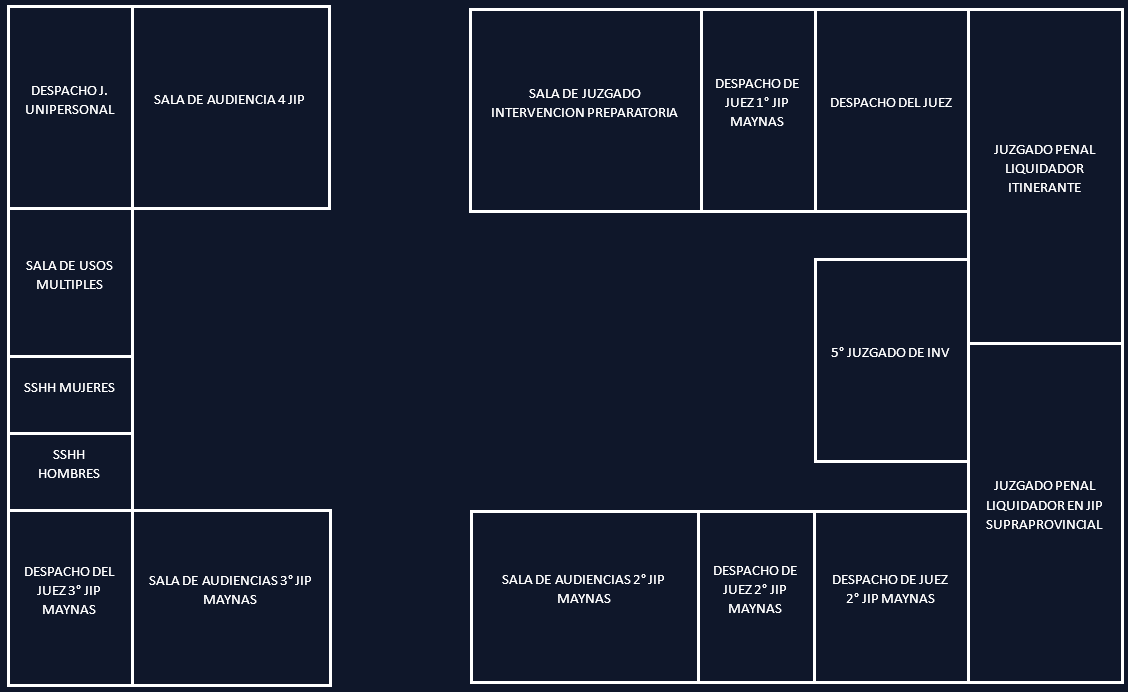 DESPACHO J.
UNIPERSONAL
SALA DE AUDIENCIA 4 JIP
SALA DE JUZGADO
INTERVENCION PREPARATORIA
DESPACHO DE
JUEZ 1° JIP
MAYNAS
DESPACHO DEL JUEZ
JUZGADO PENAL
LIQUIDADOR
ITINERANTE
SALA DE USOS
MULTIPLES
SSHH MUJERES
SSHH
HOMBRES
5° JUZGADO DE INV
JUZGADO PENAL
LIQUIDADOR EN JIP
SUPRAPROVINCIAL
DESPACHO DEL
JUEZ 3° JIP
MAYNAS
SALA DE AUDIENCIAS 3° JIP
MAYNAS
SALA DE AUDIENCIAS 2° JIP
MAYNAS
DESPACHO DE
JUEZ 2° JIP
MAYNAS
DESPACHO DE JUEZ
2° JIP MAYNAS